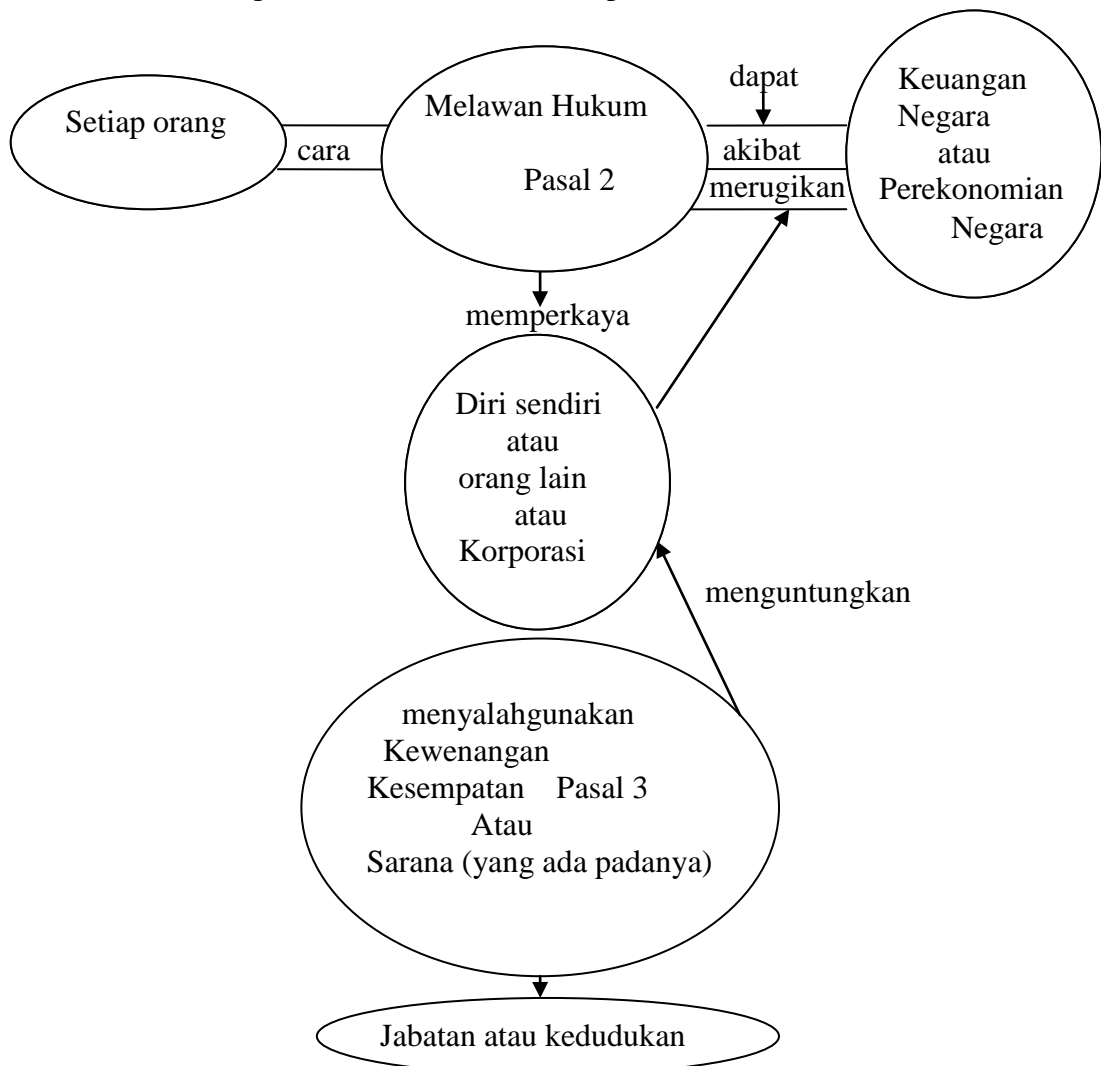 Setiap orang
cara
Melawan Hukum
Pasal 2
dapat
akibat
merugikan
Keuangan
Negara
atau
Perekonomian
Negara
memperkaya
Diri sendiri
atau
orang lain
atau
Korporasi
menguntungkan
menyalahgunakan
Kewenangan
Kesempatan Pasal 3
Atau
Sarana (yang ada padanya)
Jabatan atau kedudukan